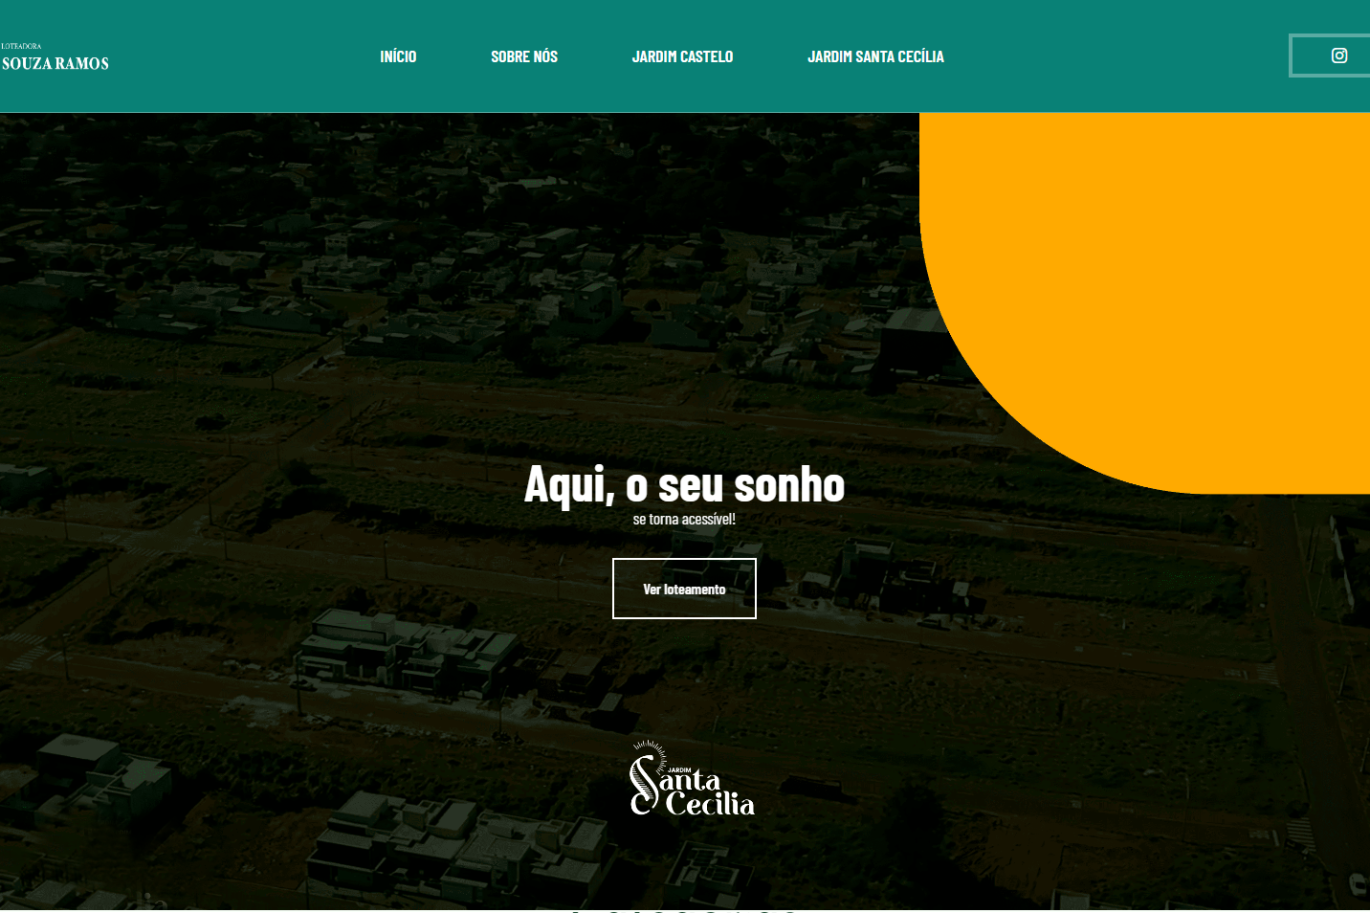 LOTEADORA
SOUZA RAMOS
INÍCIO
SOBRE NÓS
JARDIM CASTELO
JARDIM SANTA CECÍLIA
Aqui, o seu sonho
se torna acessível!
Ver loteamento
JARDIM
Santa
Cecilia